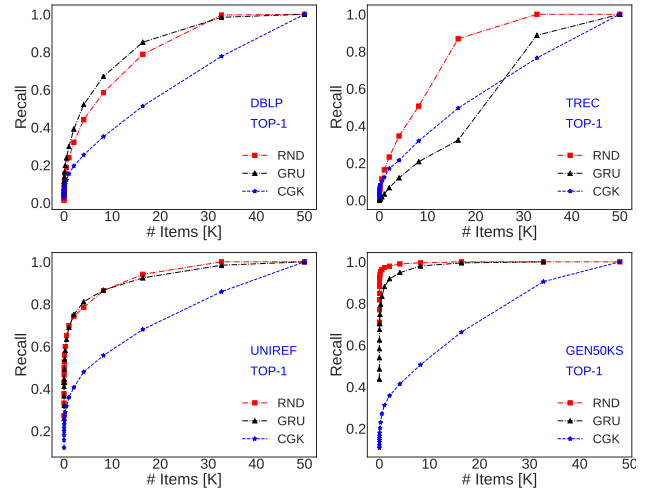 1.0
0.8
0.6
0.4
0.2
0.0
Recall
DBLP
TOP-1
RND
GRU
CGK
0 10 20 30 40 50
# Items [K]
1.0
0.8
0.6
0.4
0.2
0.0
Recall
TREC
TOP-1
RND
GRU
CGK
0 10 20 30 40 50
# Items [K]
1.0
0.8
0.6
0.4
0.2
Recall
UNIREF
TOP-1
RND
GRU
CGK
0 10 20 30 40 50
# Items [K]
1.0
0.8
0.6
0.4
0.2
Recall
GEN50KS
TOP-1
RND
GRU
CGK
0 10 20 30 40 50
# Items [K]